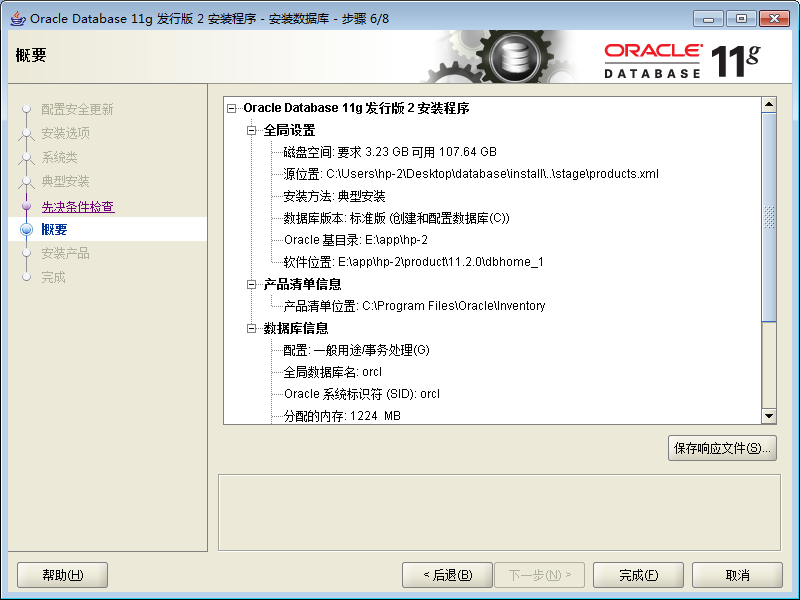 Oracle Database 11g 发行版 2 安装程序 - 安装数据库 - 步骤 6/8
概要
ORACLE
DATABASE 11g
配置安全更新
安装选项
系统类
典型安装
先决条件检查
概要
安装产品
完成
Oracle Database 11g 发行版 2 安装程序
全局设置
磁盘空间: 要求 3.23 GB 可用 107.64 GB
源位置: C:\Users\hp-2\Desktop\database\install\..\stage\products.xml
安装方法: 典型安装
数据库版本: 标准版 (创建和配置数据库(C))
Oracle 基目录: E:\app\hp-2
软件位置: E:\app\hp-2\product\11.2.0\dbhome_1
产品清单信息
产品清单位置: C:\Program Files\Oracle\Inventory
数据库信息
配置: 一般用途/事务处理(G)
全局数据库名: orcl
Oracle 系统标识符 (SID): orcl
分配的内存: 1224 MB
保存响应文件(S)...
帮助(H)
< 后退(B)
下一步(N) >
完成(F)
取消